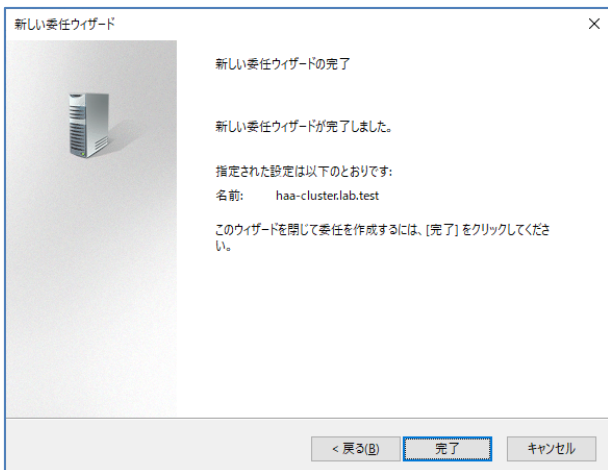 新しい委任ウィザード
新しい委任ウィザードの完了
新しい委任ウィザードが完了しました。
指定された設定は以下のとおりです:
名前: haa-cluster.lab.test
このウィザードを閉じて委任を作成するには、[完了] をクリックしてくださ
い。
< 戻る(B)
完了
キャンセル